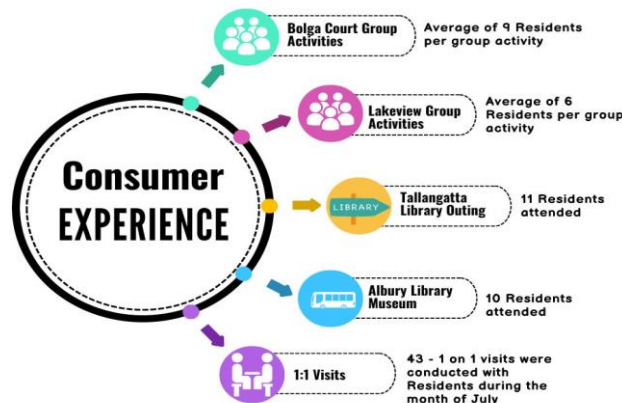 Consumer
EXPERIENCE
Bolga Court Group
Activities
Average of 9 Residents
per group activity
Lakeview Group
Activities
Average of 6
Residents per group
activity
LIBRARY
Tallangatta
Library Outing
11 Residents
attended
Albury Library
Museum
10 Residents
attended
1:1 Visits
43 - 1 on 1 visits were
conducted with
Residents during the
month of July